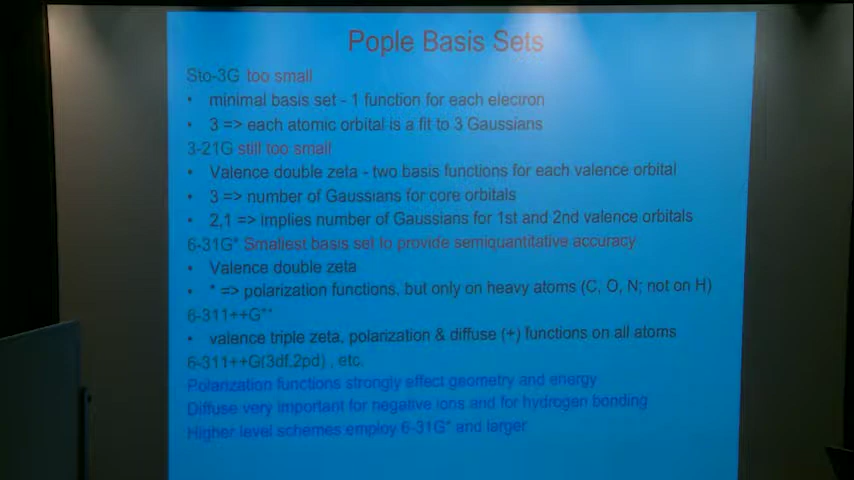 Pople Basis Sets
Sto-3G too small
• minimal basis set - 1 function for each electron
• 3 => each atomic orbital is a fit to 3 Gaussians
3-21G still too small
• Valence double zeta - two basis functions for each valence orbital
• 3 => number of Gaussians for core orbitals
• 2,1 => implies number of Gaussians for 1st and 2nd valence orbitals
6-31G* Smallest basis set to provide semiquantitative accuracy
• Valence double zeta
• * => polarization functions, but only on heavy atoms (C, O, N; not on H)
6-311++G**
• valence triple zeta, polarization & diffuse (+) functions on all atoms
6-311++G(3df,2pd) , etc.
Polarization functions strongly effect geometry and energy
Diffuse very important for negative ions and for hydrogen bonding
Higher level schemes employ 6-31G* and larger